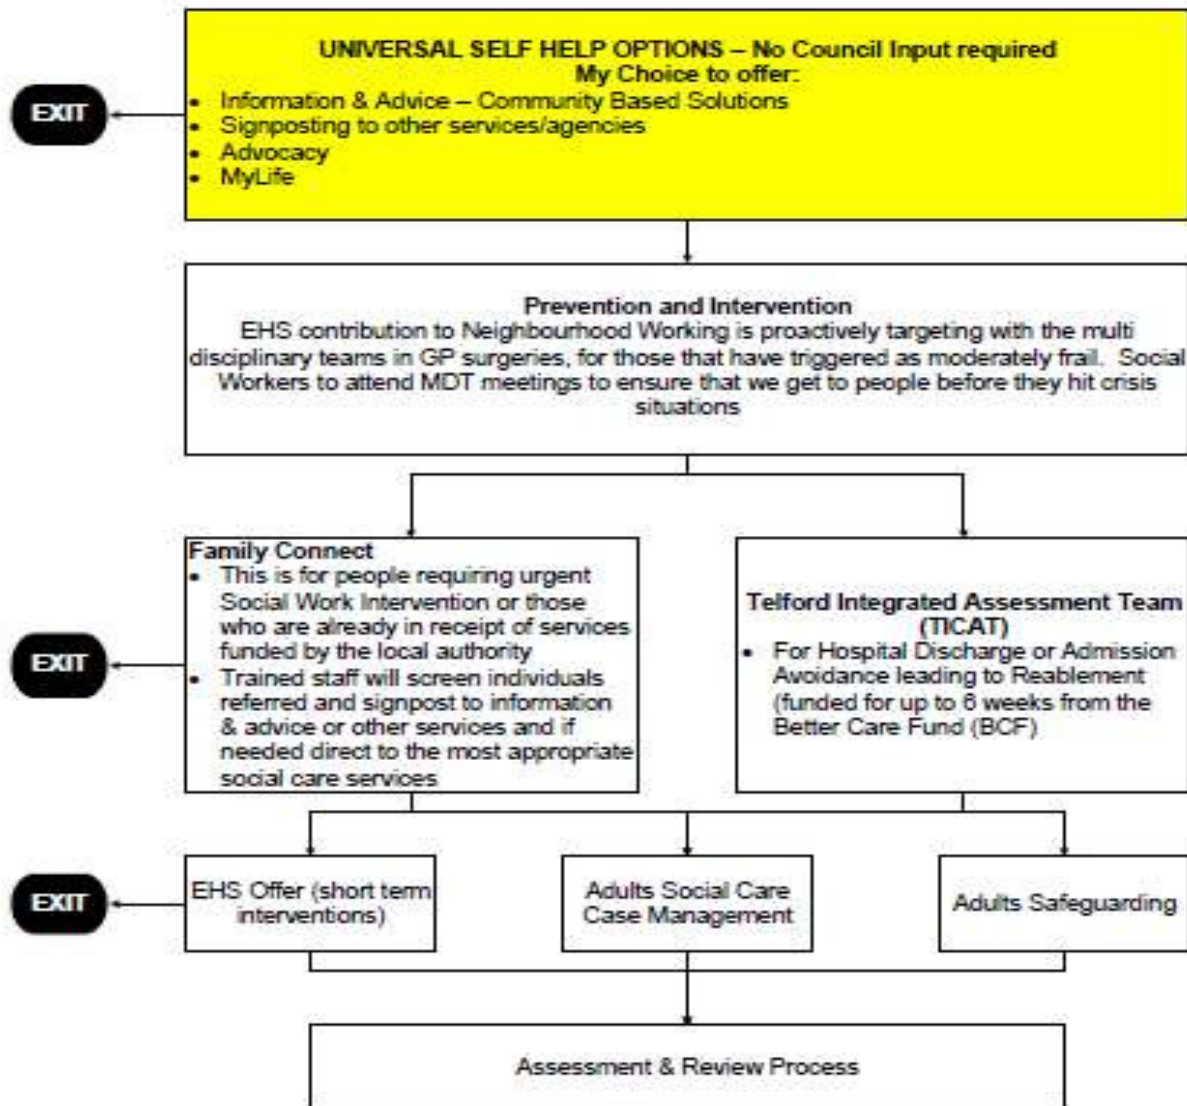 UNIVERSAL SELF HELP OPTIONS – No Council Input required
My Choice to offer:
• Information & Advice – Community Based Solutions
• Signposting to other services/agencies
• Advocacy
• MyLife
EXIT
Prevention and Intervention
EHS contribution to Neighbourhood Working is proactively targeting with the multi
disciplinary teams in GP surgeries, for those that have triggered as moderately frail. Social
Workers to attend MDT meetings to ensure that we get to people before they hit crisis
situations
Family Connect
• This is for people requiring urgent
Social Work Intervention or those
who are already in receipt of services
funded by the local authority
• Trained staff will screen individuals
referred and signpost to information
& advice or other services and if
needed direct to the most appropriate
social care services
EXIT
Telford Integrated Assessment Team
(TICAT)
• For Hospital Discharge or Admission
Avoidance leading to Reablement
(funded for up to 6 weeks from the
Better Care Fund (BCF)
EXIT
EHS Offer (short term
interventions)
Adults Social Care
Case Management
Adults Safeguarding
Assessment & Review Process